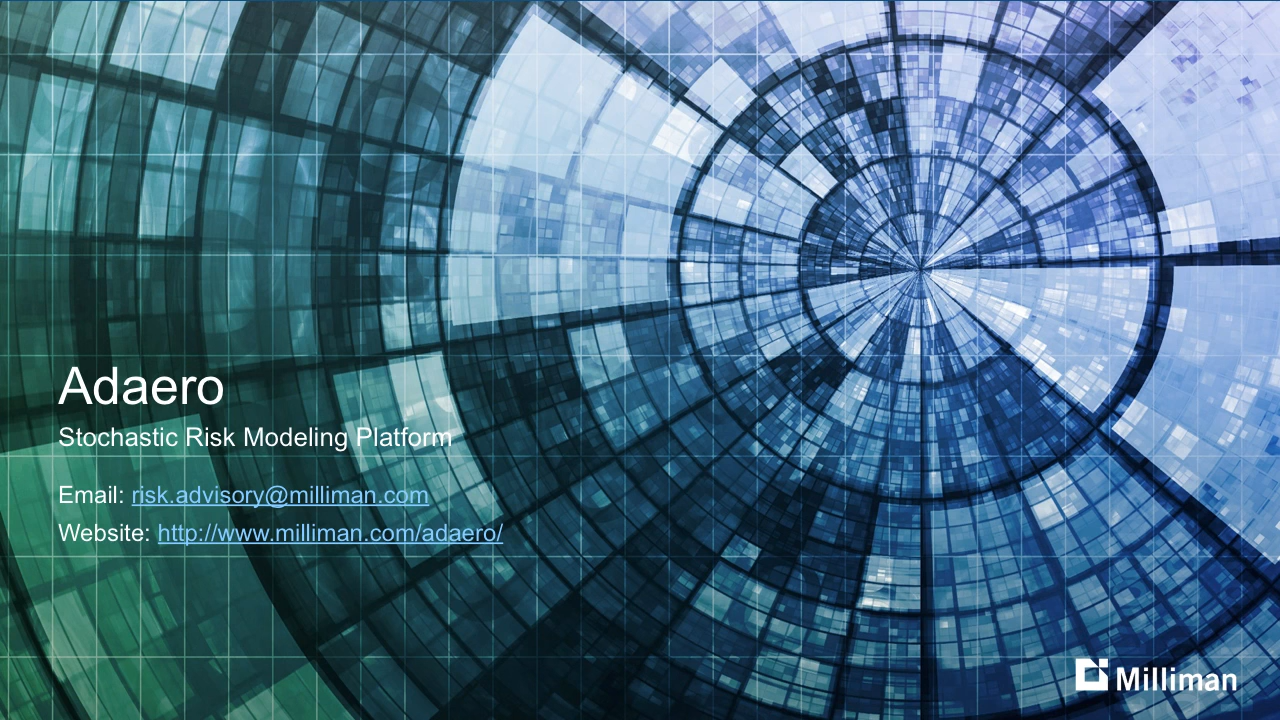 Adaero
Stochastic Risk Modeling Platform
Email: risk.advisory@milliman.com
Website: http://www.milliman.com/adaero/
Milliman